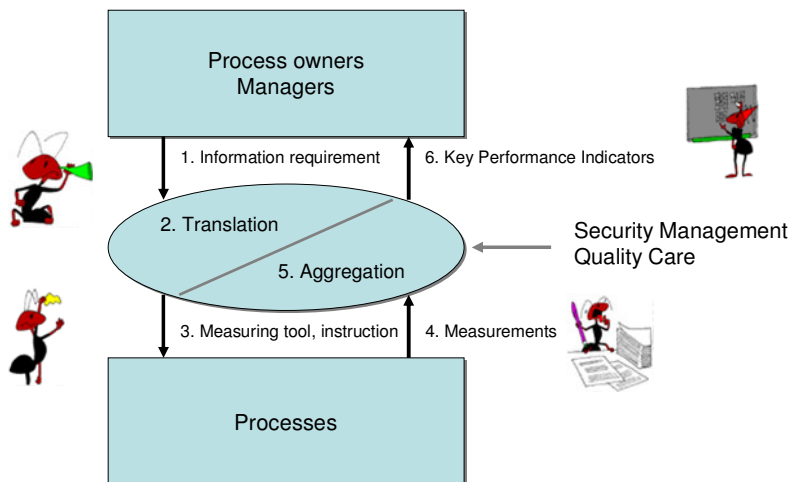 Process owners
Managers
1. Information requirement
6. Key Performance Indicators
2. Translation
5. Aggregation
Security Management
Quality Care
3. Measuring tool, instruction
4. Measurements
Processes